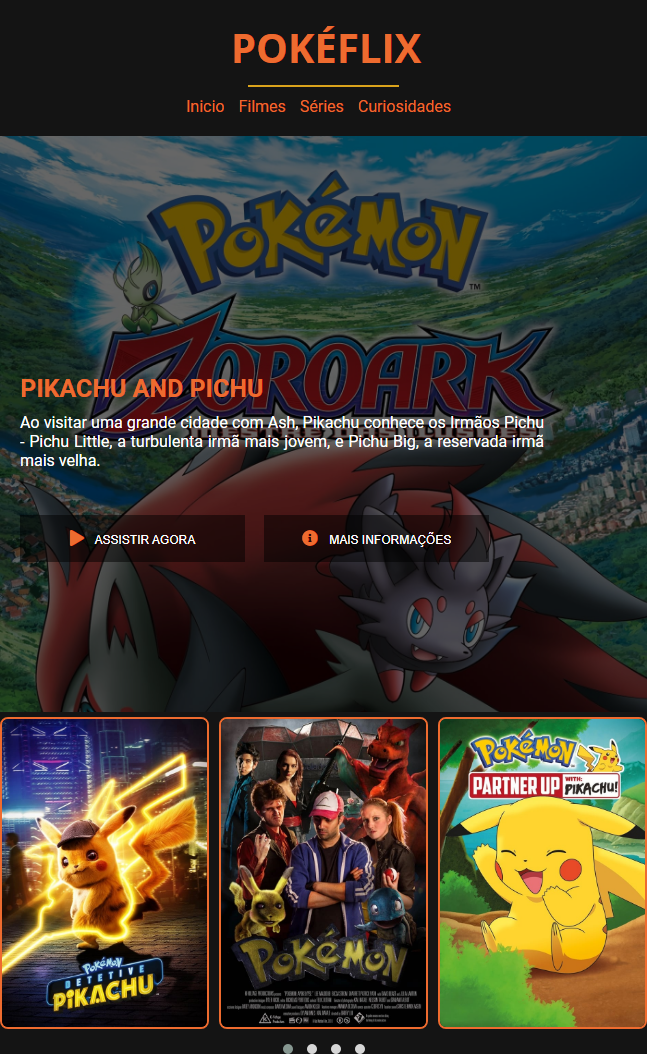 POKÉFLIX
Inicio Filmes Séries Curiosidades
POKÉMON
TM
ZOROARK
PIKACHU AND PICHU
Ao visitar uma grande cidade com Ash, Pikachu conhece os Irmãos Pichu
- Pichu Little, a turbulenta irmã mais jovem, e Pichu Big, a reservada irmã
mais velha.
ASSISTIR AGORA
MAIS INFORMAÇÕES
POKÉMON
DETETIVE
PIKACHU
POKÉMON
POKÉMON
PARTNER UP WITH: PIKACHU!